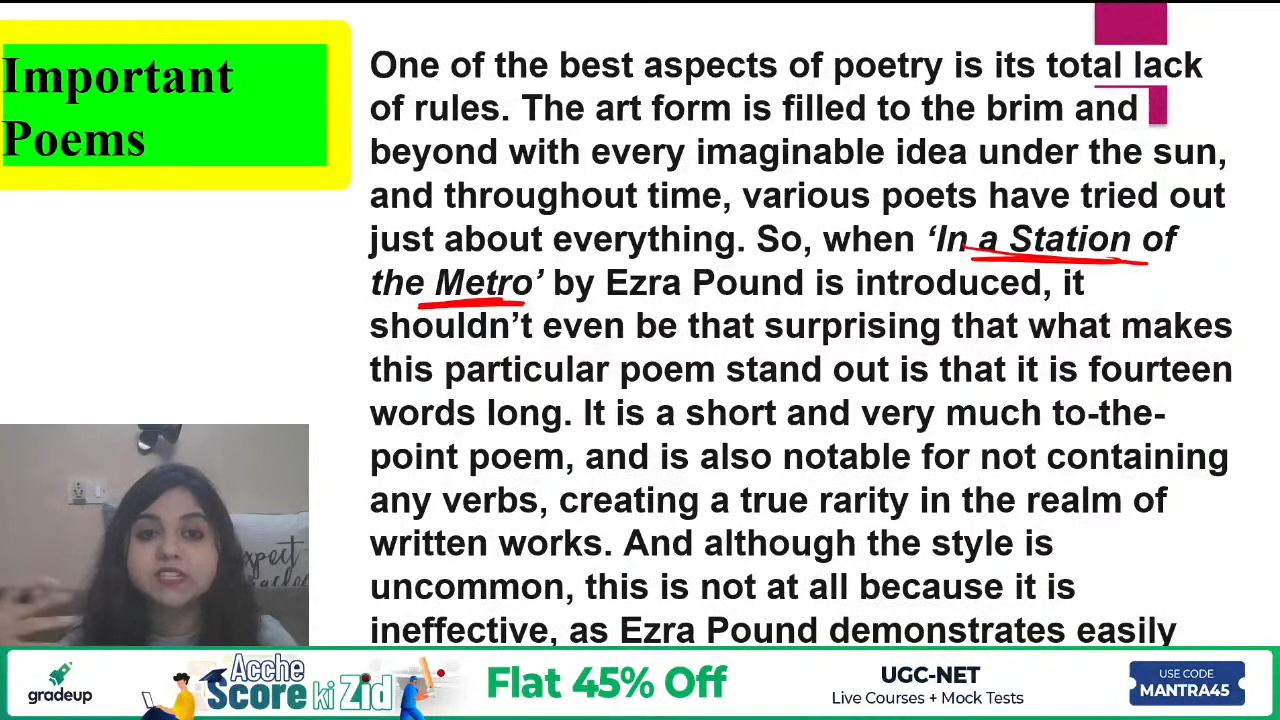 Important
Poems
One of the best aspects of poetry is its total lack
of rules. The art form is filled to the brim and
beyond with every imaginable idea under the sun,
and throughout time, various poets have tried out
just about everything. So, when ‘In a Station of
the Metro’ by Ezra Pound is introduced, it
shouldn’t even be that surprising that what makes
this particular poem stand out is that it is fourteen
words long. It is a short and very much to-the-
point poem, and is also notable for not containing
any verbs, creating a true rarity in the realm of
written works. And although the style is
uncommon, this is not at all because it is
ineffective, as Ezra Pound demonstrates easily
expect
gradeup
Acche
Score ki Zid
Flat 45% Off
UGC-NET
Live Courses + Mock Tests
USE CODE
MANTRA45